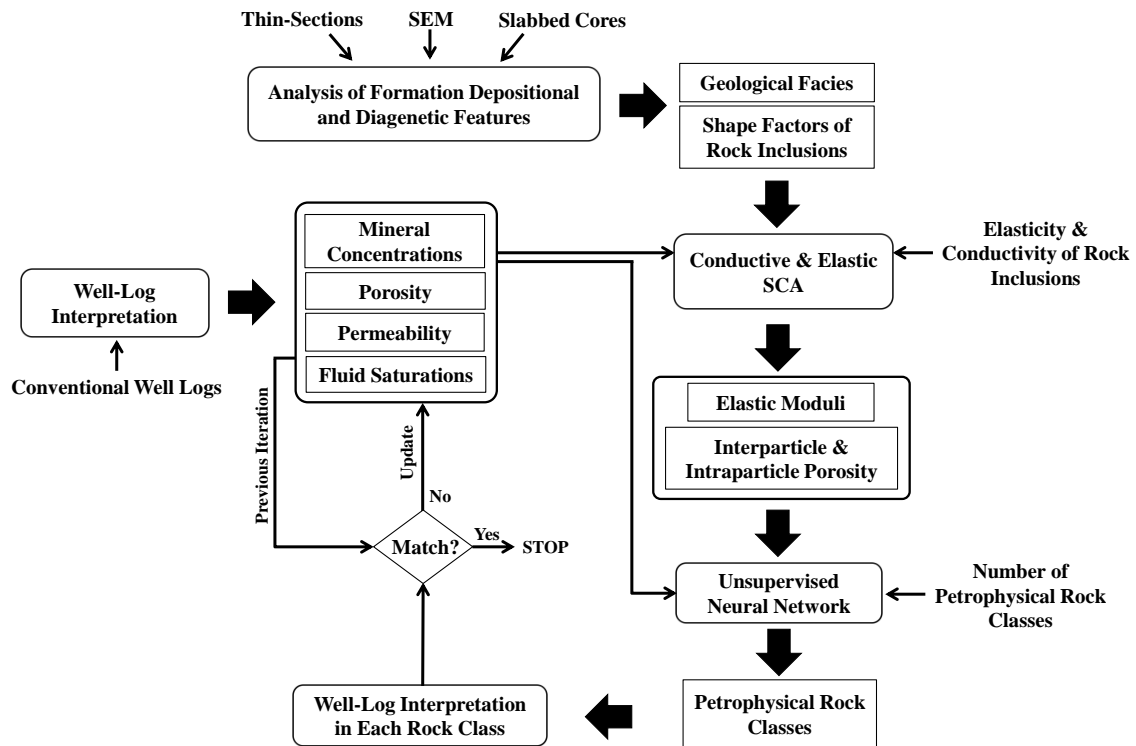 Thin-Sections
SEM
Slabbed Cores
Analysis of Formation Depositional
and Diagenetic Features
Geological Facies
Shape Factors of
Rock Inclusions
Mineral
Concentrations
Porosity
Permeability
Fluid Saturations
Conductive & Elastic
SCA
Elasticity &
Conductivity of Rock
Inclusions
Well-Log
Interpretation
Conventional Well Logs
Elastic Moduli
Interparticle &
Intraparticle Porosity
Previous Iteration
Update
No
Match?
Yes
STOP
Unsupervised
Neural Network
Number of
Petrophysical Rock
Classes
Well-Log Interpretation
in Each Rock Class
Petrophysical Rock
Classes